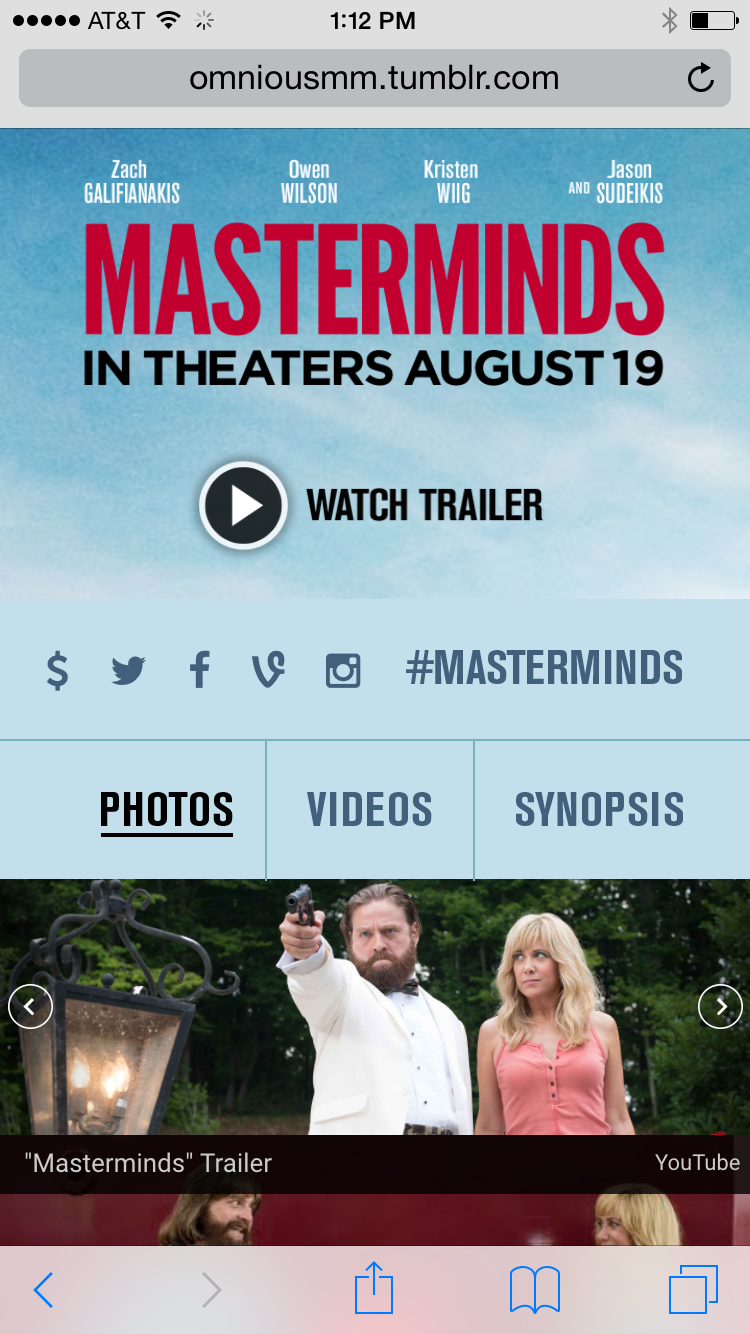 AT&T 1:12 PM
omniousmm.tumblr.com
Zach Owen Kristen Jason
GALIFIANAKIS WILSON WIIG AND SUDEIKIS
MASTERMINDS
IN THEATERS AUGUST 19
WATCH TRAILER
#MASTERMINDS
PHOTOS VIDEOS SYNOPSIS
"Masterminds" Trailer YouTube